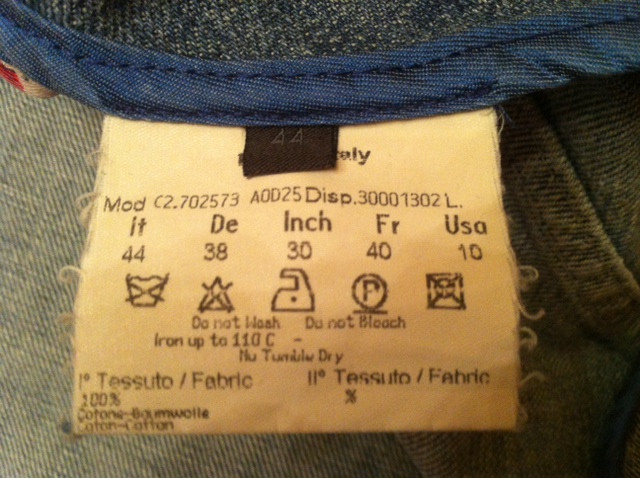 44
aly
Mod C2.702573 A0D25 Disp.30001302 L.
It De Inch Fr Usa
44 38 30 40 10
P
Do not Wash Do not Bleach
Iron up to 110 C -
No Tumble Dry
I° Tessuto / Fabric II° Tessuto / Fabric
100% %
Cotone-Baumwolle
Coton-Cotton